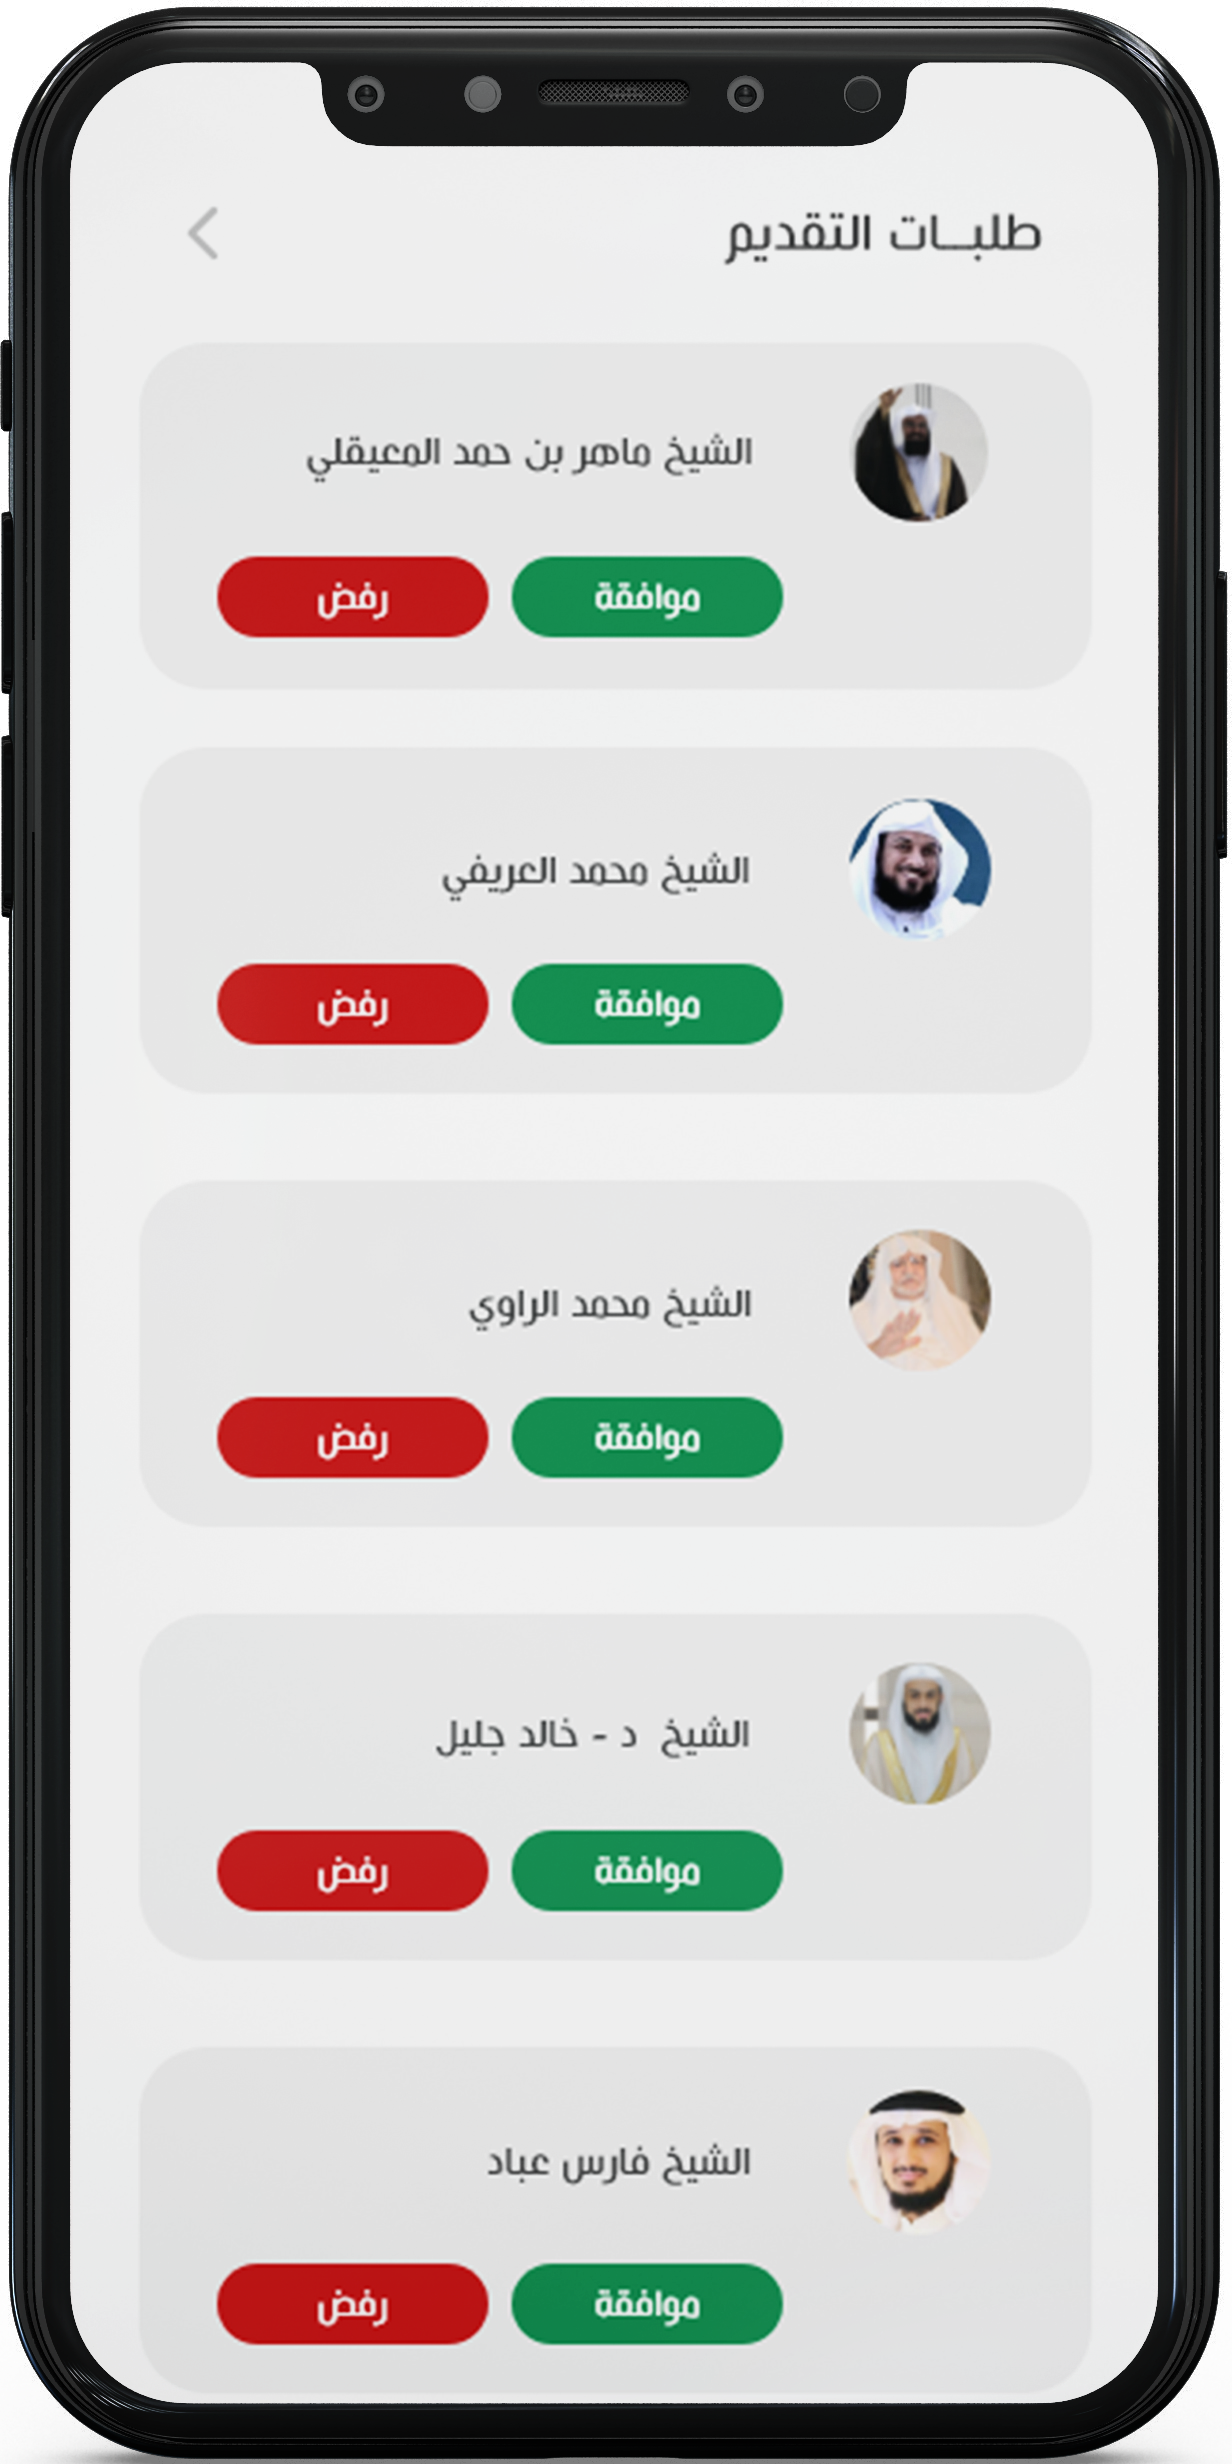 طلبـــات التقديم
الشيخ ماهر بن حمد المعيقلي
موافقة رفض
الشيخ محمد العريفي
موافقة رفض
الشيخ محمد الراوي
موافقة رفض
الشيخ د - خالد جليل
موافقة رفض
الشيخ فارس عباد
موافقة رفض